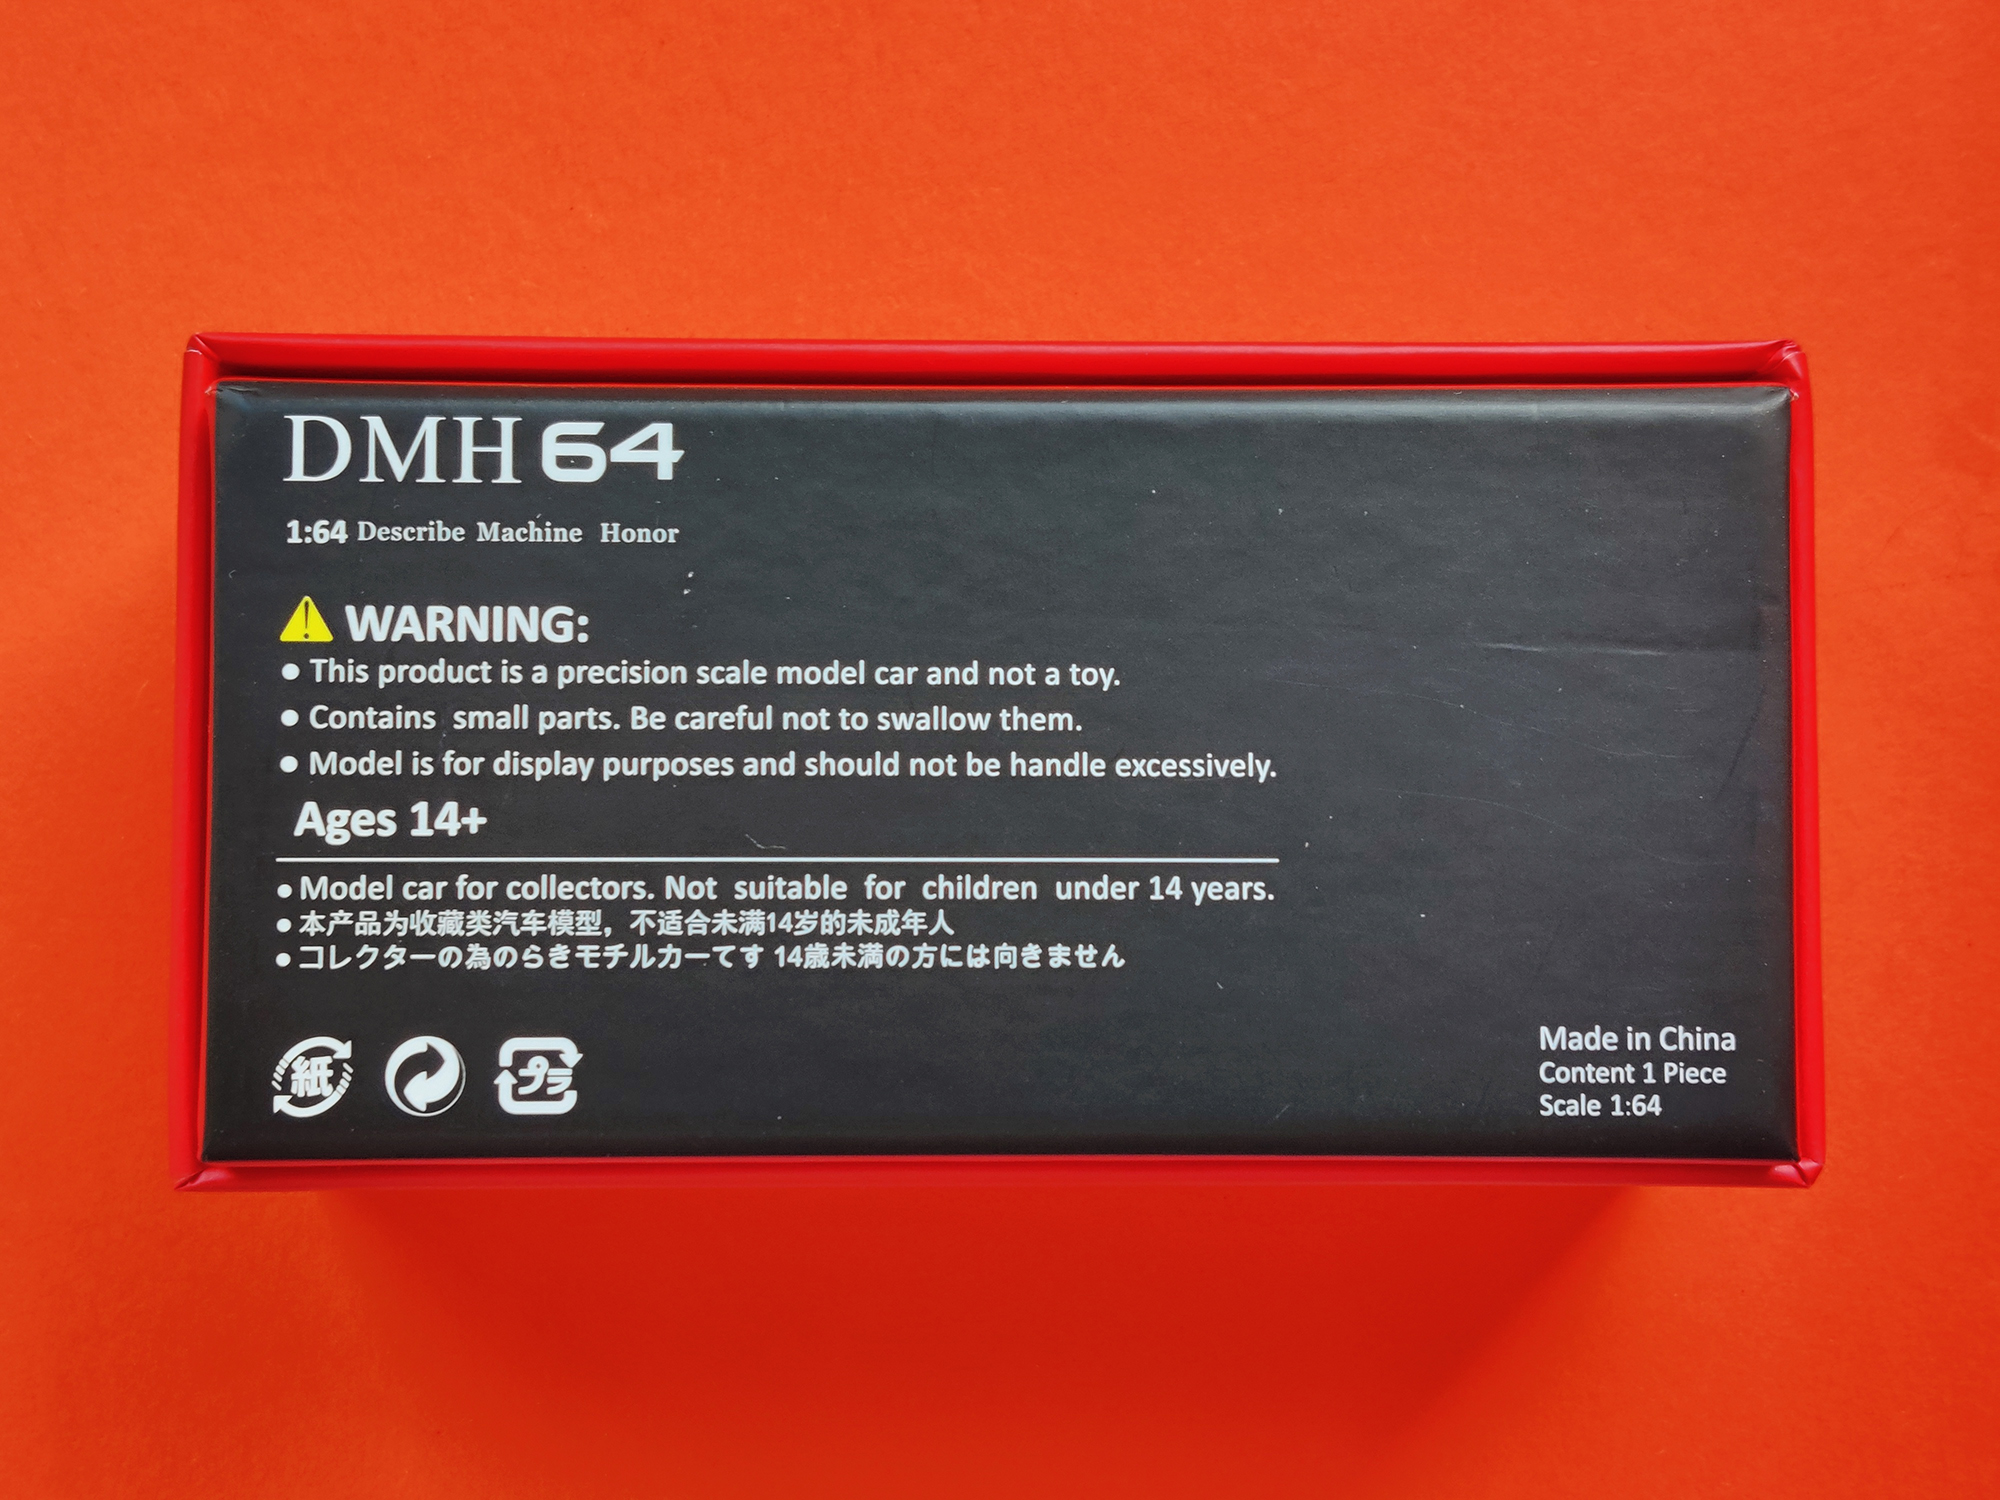 DMH 64
1:64 Describe Machine Honor
WARNING:
● This product is a precision scale model car and not a toy.
● Contains small parts. Be careful not to swallow them.
● Model is for display purposes and should not be handle excessively.
Ages 14+
● Model car for collectors. Not suitable for children under 14 years.
● 本产品为收藏类汽车模型，不适合未满14岁的未成年人
● コレクターの為のらきモチルカーてす 14歳未満の方には向きません
紙
プラ
Made in China
Content 1 Piece
Scale 1:64